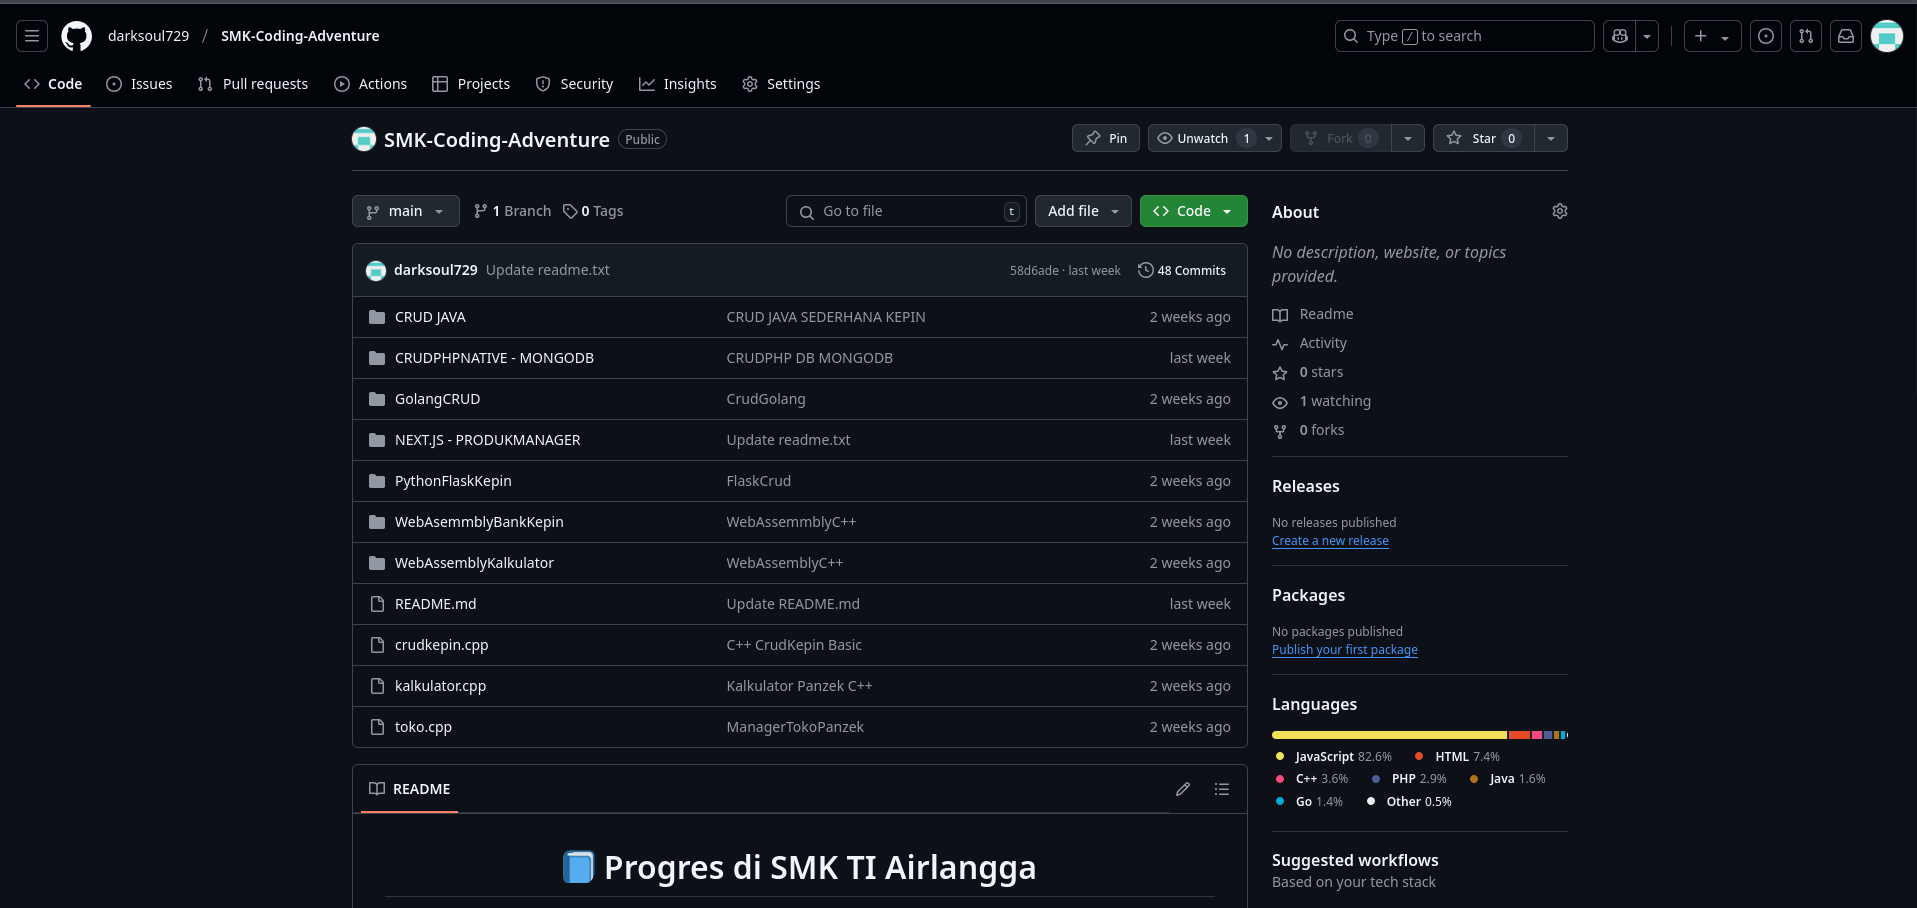 darksoul729 / SMK-Coding-Adventure
Type / to search
Code Issues Pull requests Actions Projects Security Insights Settings
SMK-Coding-Adventure Public
Pin Unwatch 1 Fork 0 Star 0
main 1 Branch 0 Tags
Go to file t Add file Code
darksoul729 Update readme.txt 58d6ade · last week 48 Commits
CRUD JAVA CRUD JAVA SEDERHANA KEPIN 2 weeks ago
CRUDPHPNATIVE - MONGODB CRUDPHP DB MONGODB last week
GolangCRUD CrudGolang 2 weeks ago
NEXT.JS - PRODUKMANAGER Update readme.txt last week
PythonFlaskKepin FlaskCrud 2 weeks ago
WebAsemmblyBankKepin WebAssemmblyC++ 2 weeks ago
WebAssemblyKalkulator WebAssemblyC++ 2 weeks ago
README.md Update README.md last week
crudkepin.cpp C++ CrudKepin Basic 2 weeks ago
kalkulator.cpp Kalkulator Panzek C++ 2 weeks ago
toko.cpp ManagerTokoPanzek 2 weeks ago
README
Progres di SMK TI Airlangga
About
No description, website, or topics
provided.
Readme
Activity
0 stars
1 watching
0 forks
Releases
No releases published
Create a new release
Packages
No packages published
Publish your first package
Languages
JavaScript 82.6% HTML 7.4%
C++ 3.6% PHP 2.9% Java 1.6%
Go 1.4% Other 0.5%
Suggested workflows
Based on your tech stack